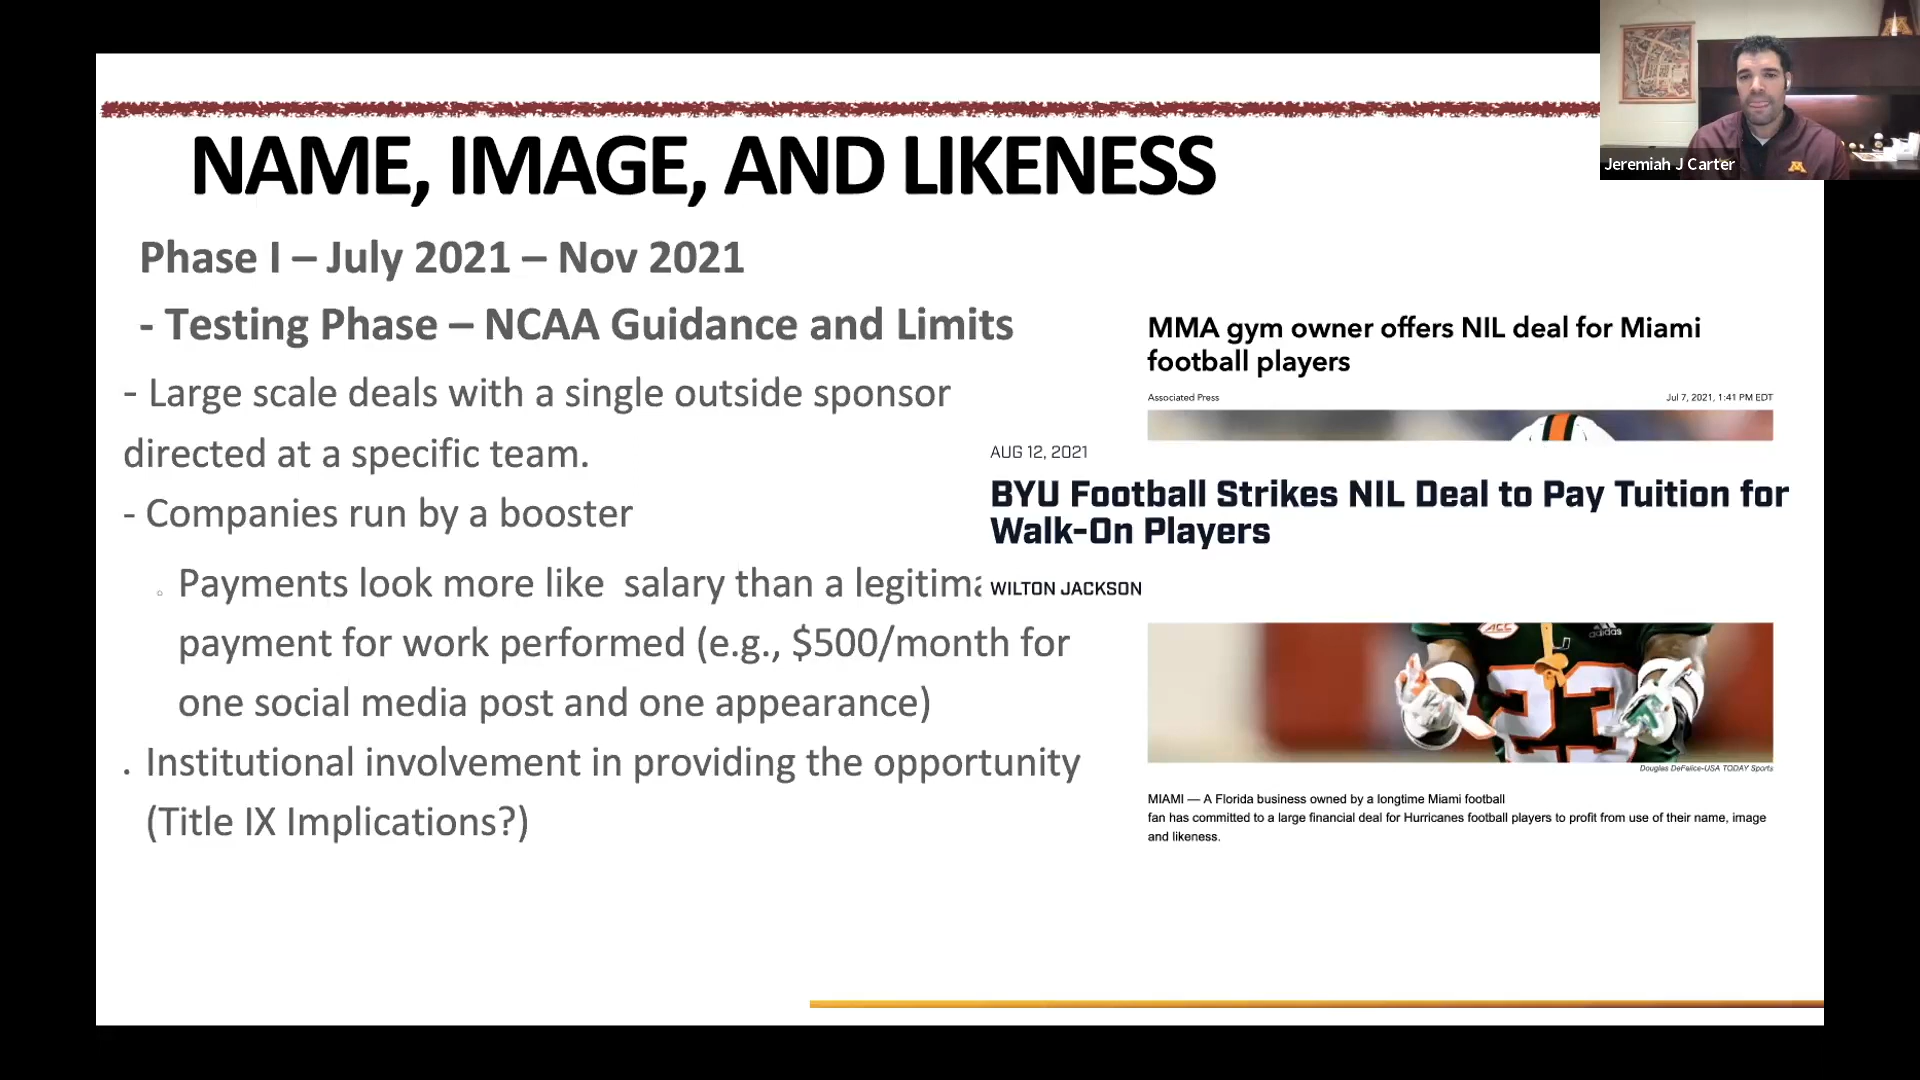 Jeremiah J Carter
NAME, IMAGE, AND LIKENESS
Phase I – July 2021 – Nov 2021
- Testing Phase – NCAA Guidance and Limits
- Large scale deals with a single outside sponsor
directed at a specific team.
- Companies run by a booster
Payments look more like salary than a legitima
payment for work performed (e.g., $500/month for
one social media post and one appearance)
. Institutional involvement in providing the opportunity
(Title IX Implications?)
MMA gym owner offers NIL deal for Miami
football players
Associated Press
Jul 7, 2021, 1:41 PM EDT
AUG 12, 2021
BYU Football Strikes NIL Deal to Pay Tuition for
Walk-On Players
WILTON JACKSON
ACC
adidas
23
Douglas DeFelice-USA TODAY Sports
MIAMI — A Florida business owned by a longtime Miami football
fan has committed to a large financial deal for Hurricanes football players to profit from use of their name, image
and likeness.